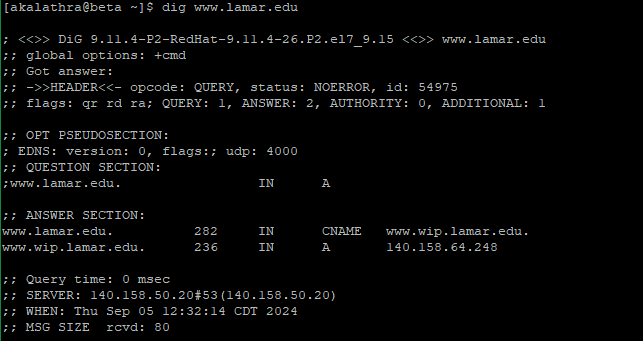 [akalathra@beta ~]$ dig www.lamar.edu
; <<>> DiG 9.11.4-P2-RedHat-9.11.4-26.P2.el7_9.15 <<>> www.lamar.edu
;; global options: +cmd
;; Got answer:
;; ->>HEADER<<- opcode: QUERY, status: NOERROR, id: 54975
;; flags: qr rd ra; QUERY: 1, ANSWER: 2, AUTHORITY: 0, ADDITIONAL: 1
;; OPT PSEUDOSECTION:
; EDNS: version: 0, flags:; udp: 4000
;; QUESTION SECTION:
;www.lamar.edu. IN A
;; ANSWER SECTION:
www.lamar.edu. 282 IN CNAME www.wip.lamar.edu.
www.wip.lamar.edu. 236 IN A 140.158.64.248
;; Query time: 0 msec
;; SERVER: 140.158.50.20#53(140.158.50.20)
;; WHEN: Thu Sep 05 12:32:14 CDT 2024
;; MSG SIZE rcvd: 80